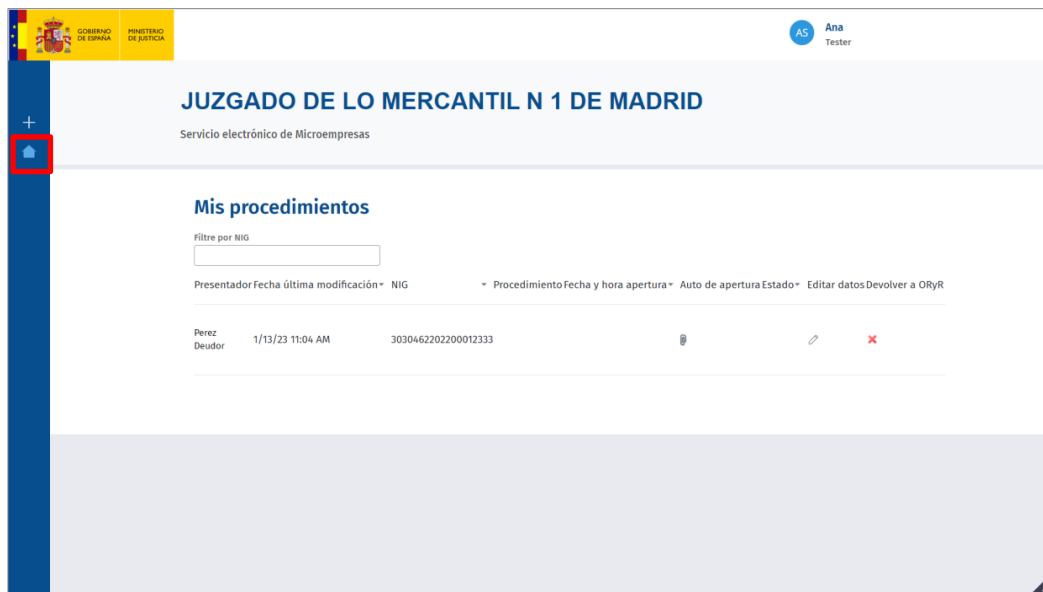 GOBIERNO MINISTERIO
DE ESPAÑA DE JUSTICIA
AS Ana
Tester
JUZGADO DE LO MERCANTIL N 1 DE MADRID
Servicio electrónico de Microempresas
Mis procedimientos
Filtre por NIG
Presentador Fecha última modificación NIG Procedimiento Fecha y hora apertura Auto de apertura Estado Editar datos Devolver a ORyR
Perez
Deudor 1/13/23 11:04 AM 3030462202200012333